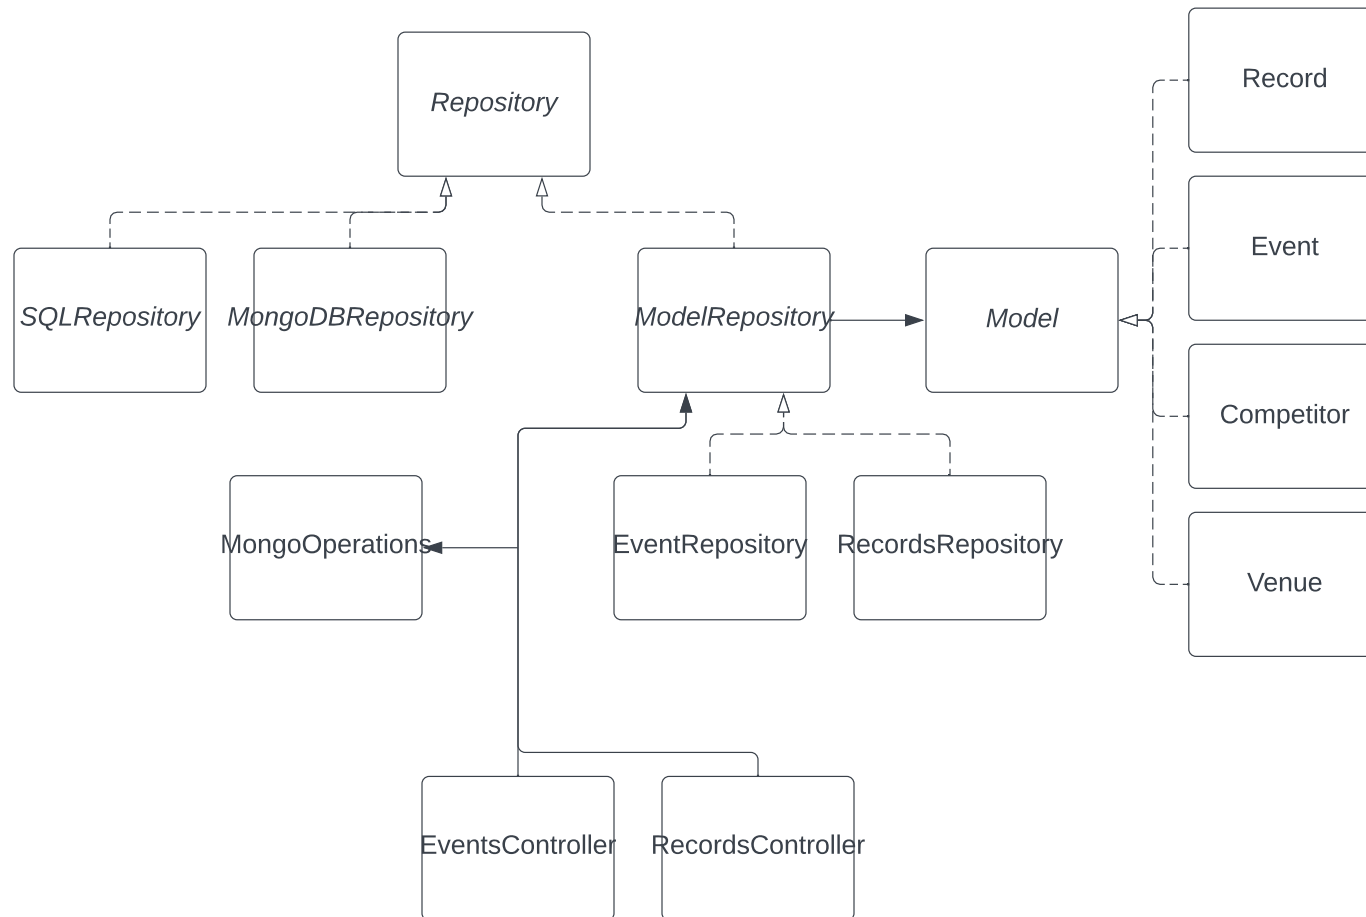 Record
Repository
Event
SQLRepository
MongoDBRepository
ModelRepository
Model
Competitor
MongoOperations
EventRepository
RecordsRepository
Venue
EventsController
RecordsController